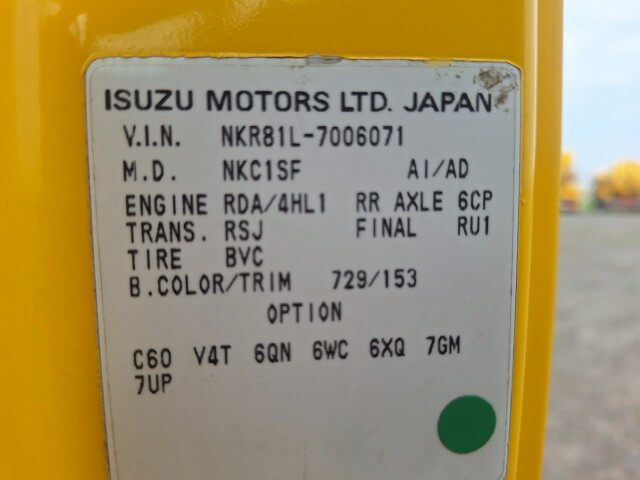 ISUZU MOTORS LTD. JAPAN
V.I.N. NKR81L-7006071
M.D. NKC1SF AI/AD
ENGINE RDA/4HL1 RR AXLE 6CP
TRANS. RSJ FINAL RU1
TIRE BVC
B.COLOR/TRIM 729/153
OPTION
C60 V4T 6QN 6WC 6XQ 7GM
7UP